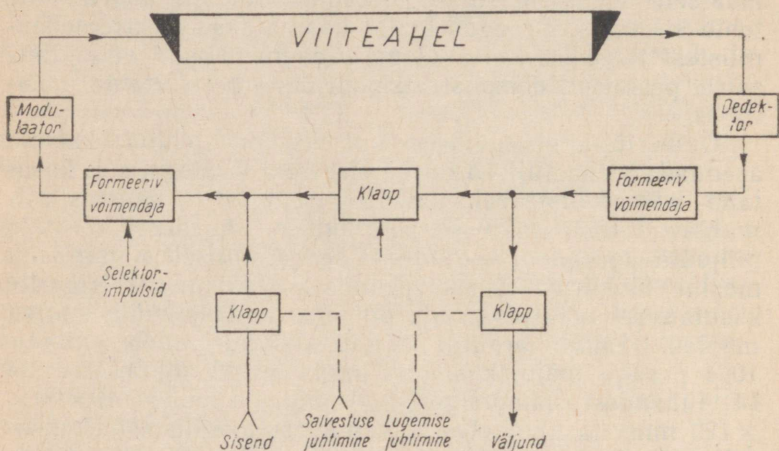 VIITEAHEL
Modu-
laator
Dedek-
tor
Formeeriv
võimendaja
Klapp
Formeeriv
võimendaja
Selektor-
impulsid
Klapp
Klapp
Sisend
Salvestuse
juhtimine
Lugemise
juhtimine
Väljund